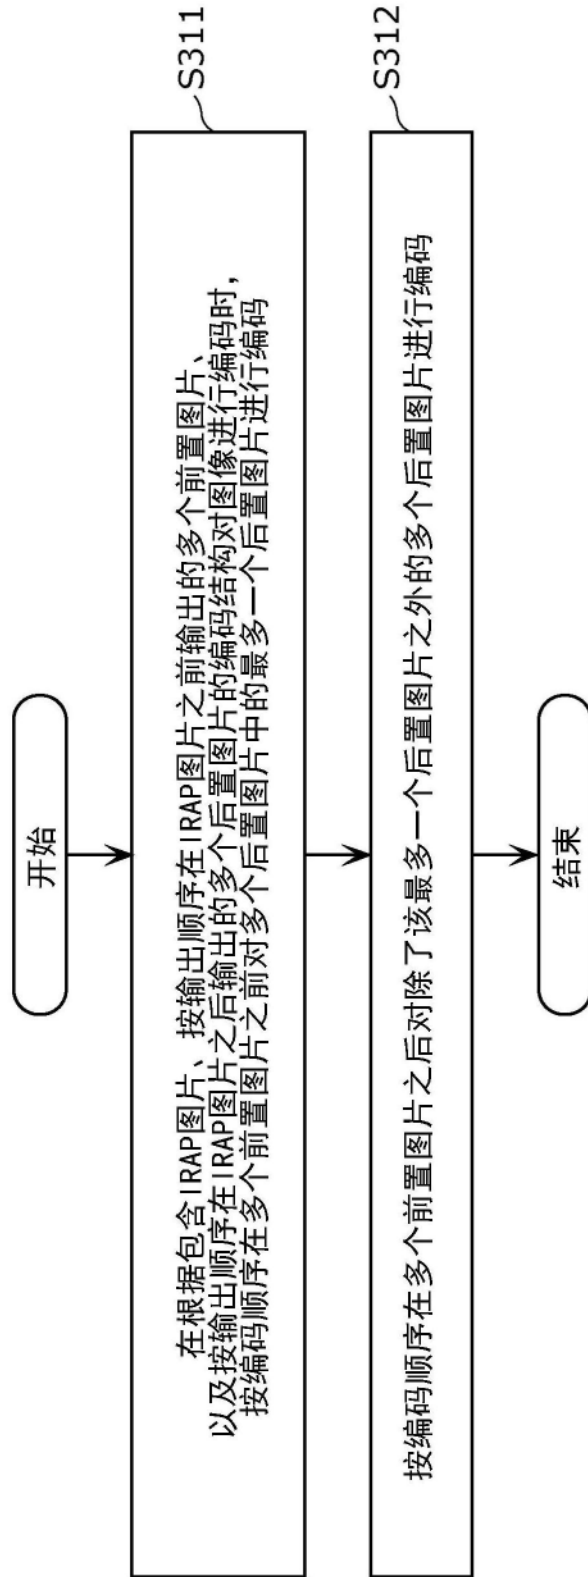 开始
S311
在根据包含IRAP图片、按输出顺序在IRAP图片之前输出的多个前置图片、
以及按输出顺序在IRAP图片之后输出的多个后置图片的编码结构对图像进行编码时，
按编码顺序在多个前置图片之前对多个后置图片中的最多一个后置图片进行编码
S312
按编码顺序在多个前置图片之后对除了该最多一个后置图片之外的多个后置图片进行编码
结束